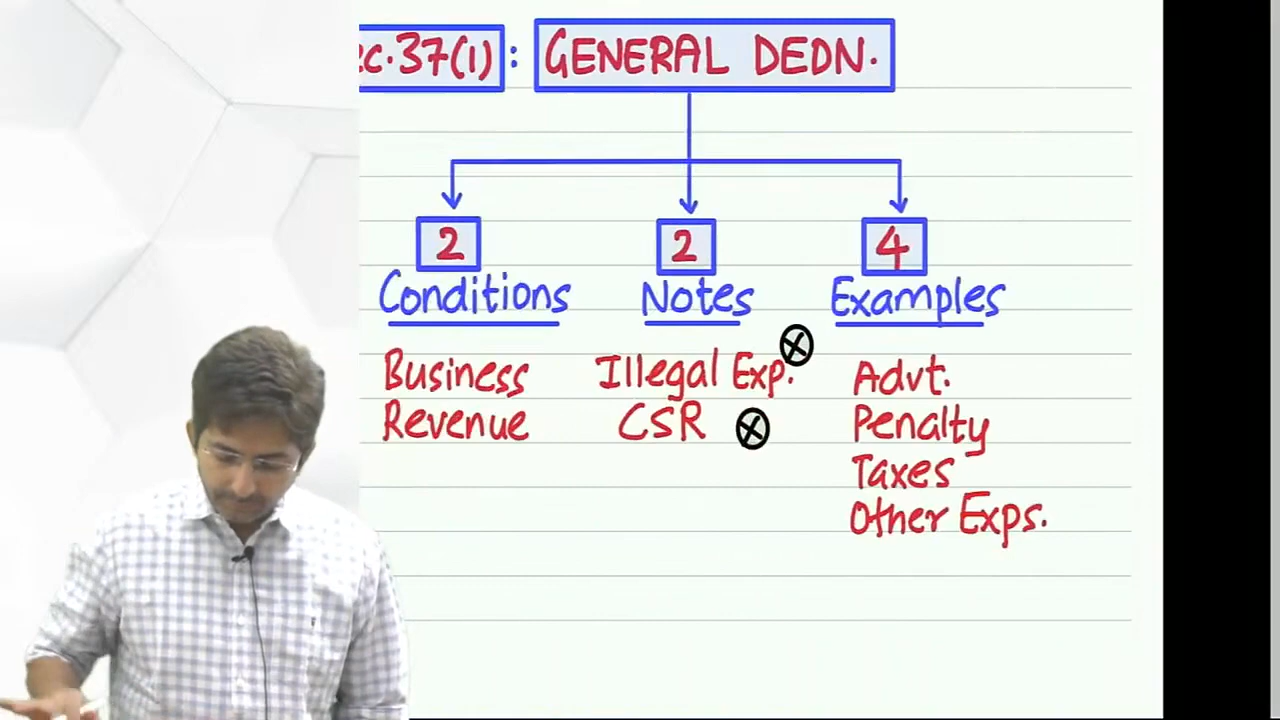 ec.37(1) : GENERAL DEDN.
2 2 4
Conditions Notes Examples
Business Illegal Exp. Advt.
Revenue CSR Penalty
Taxes
Other Exps.